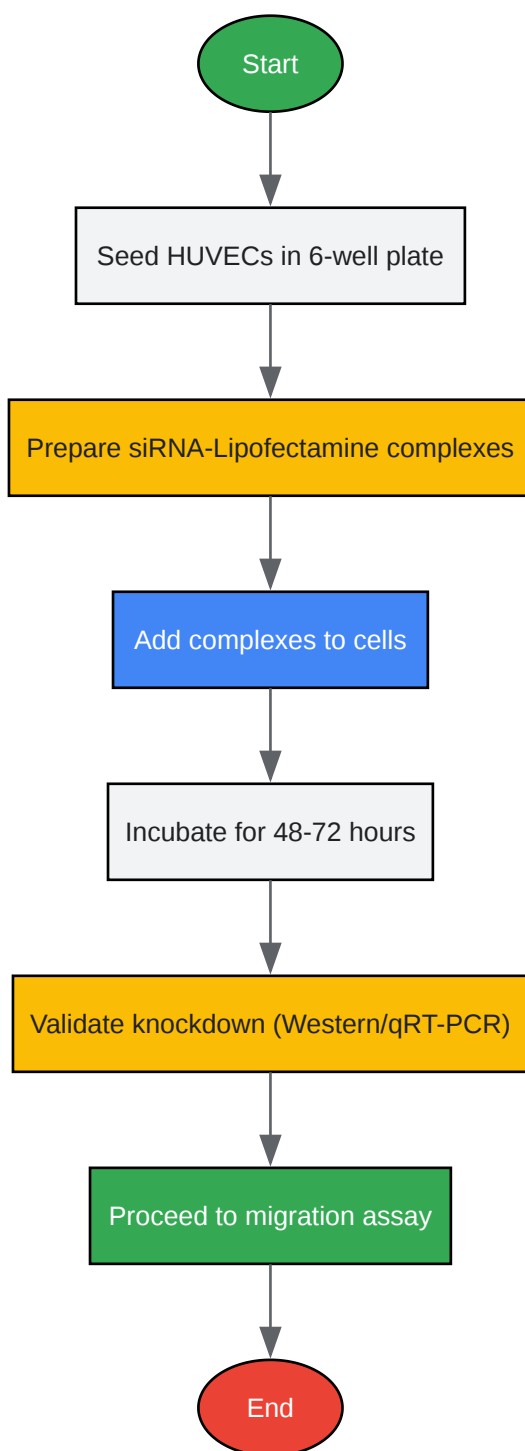 Start
Seed HUVECs in 6-well plate
Prepare siRNA-Lipofectamine complexes
Add complexes to cells
Incubate for 48-72 hours
Validate knockdown (Western/qRT-PCR)
Proceed to migration assay
End